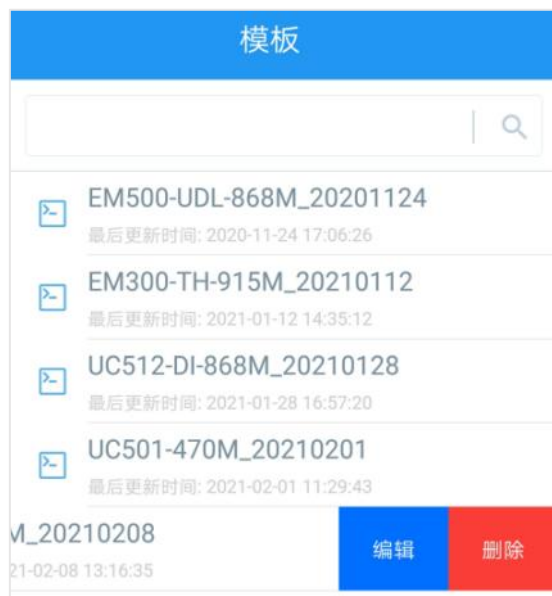 模板
EM500-UDL-868M_20201124
最后更新时间: 2020-11-24 17:06:26
EM300-TH-915M_20210112
最后更新时间: 2021-01-12 14:35:12
UC512-DI-868M_20210128
最后更新时间: 2021-01-28 16:57:20
UC501-470M_20210201
最后更新时间: 2021-02-01 11:29:43
M_20210208
21-02-08 13:16:35
编辑
删除